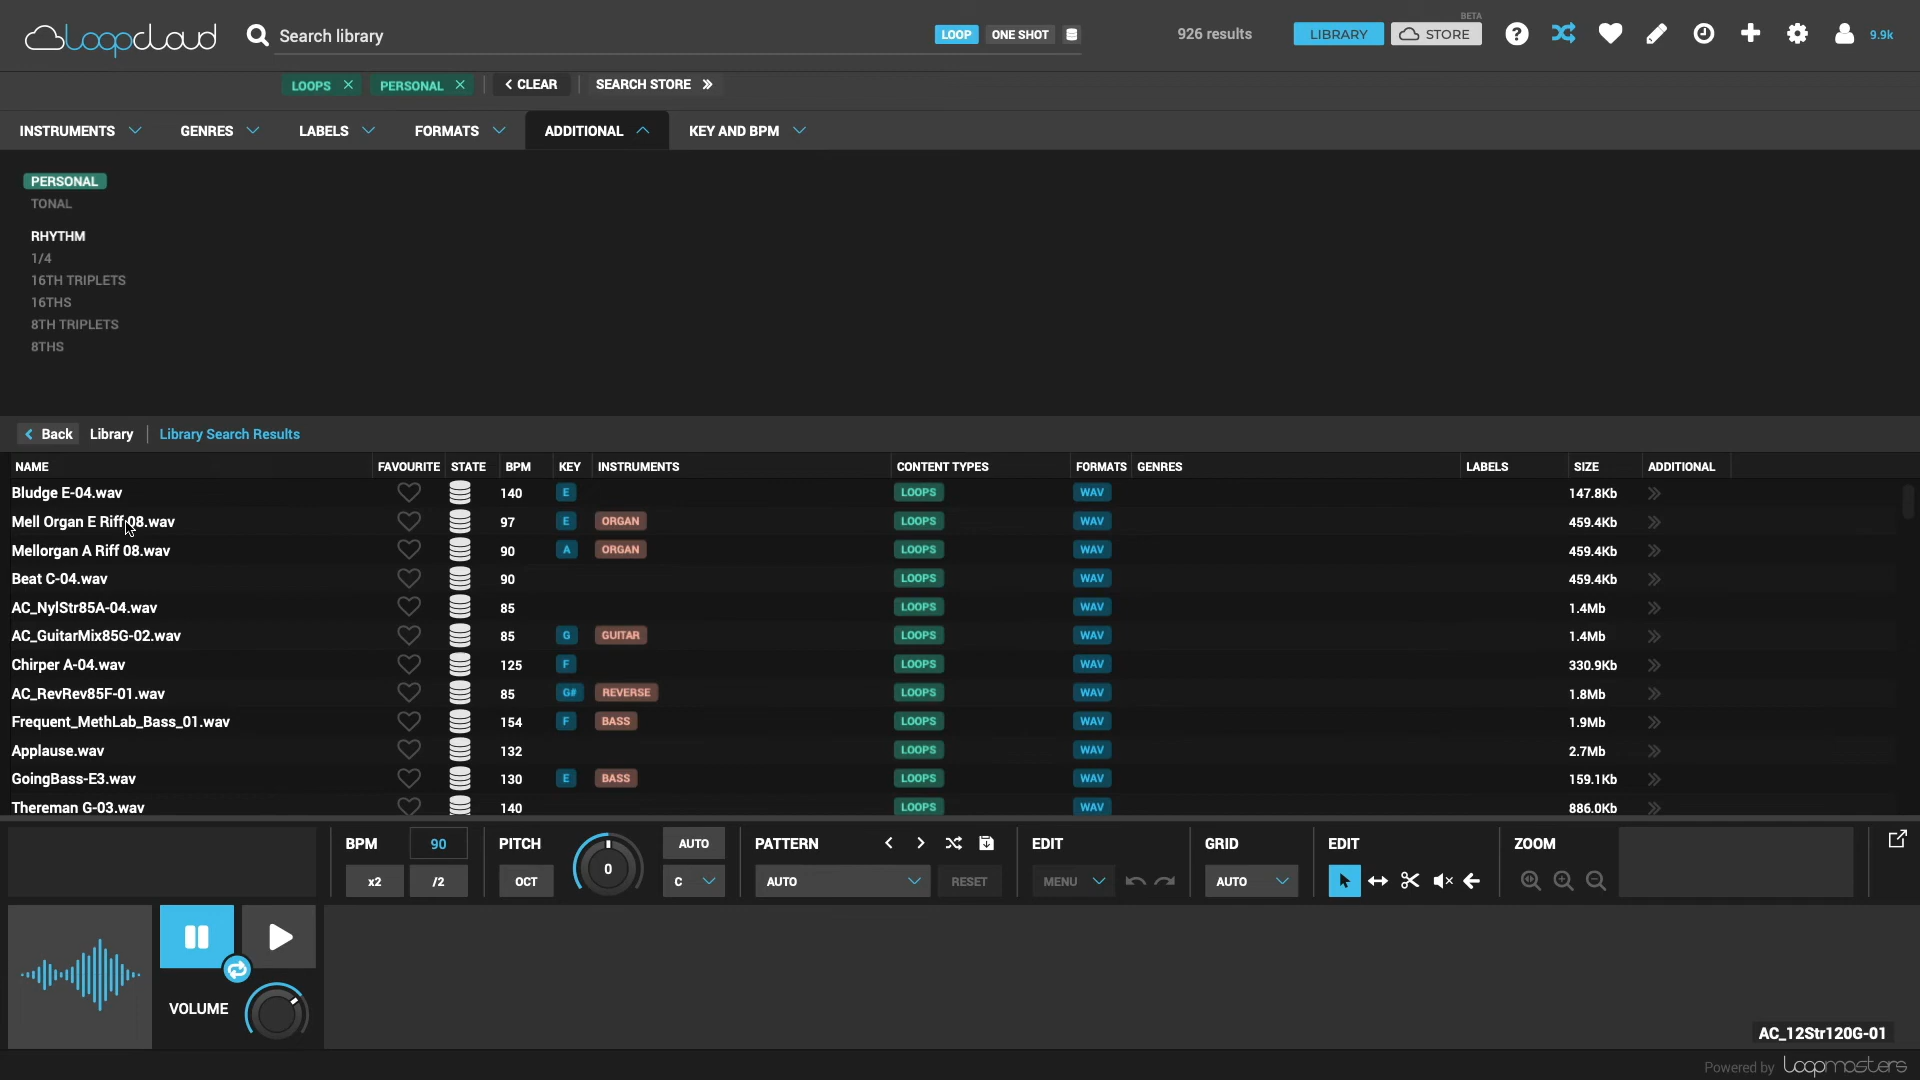 Loopcloud Search library LOOP ONE SHOT 926 results LIBRARY STORE BETA 9.9k
LOOPS PERSONAL CLEAR SEARCH STORE
INSTRUMENTS GENRES LABELS FORMATS ADDITIONAL KEY AND BPM
PERSONAL
TONAL
RHYTHM
1/4
16TH TRIPLETS
16THS
8TH TRIPLETS
8THS
Back Library Library Search Results
NAME FAVOURITE STATE BPM KEY INSTRUMENTS CONTENT TYPES FORMATS GENRES LABELS SIZE ADDITIONAL
Bludge E-04.wav 140 E LOOPS WAV 147.8Kb
Mell Organ E Riff 08.wav 97 E ORGAN LOOPS WAV 459.4Kb
Mellorgan A Riff 08.wav 90 A ORGAN LOOPS WAV 459.4Kb
Beat C-04.wav 90 LOOPS WAV 459.4Kb
AC_NylStr85A-04.wav 85 LOOPS WAV 1.4Mb
AC_GuitarMix85G-02.wav 85 G GUITAR LOOPS WAV 1.4Mb
Chirper A-04.wav 125 F LOOPS WAV 330.9Kb
AC_RevRev85F-01.wav 85 G# REVERSE LOOPS WAV 1.8Mb
Frequent_MethLab_Bass_01.wav 154 F BASS LOOPS WAV 1.9Mb
Applause.wav 132 LOOPS WAV 2.7Mb
GoingBass-E3.wav 130 E BASS LOOPS WAV 159.1Kb
Thereman G-03.wav 140 LOOPS WAV 886.0Kb
BPM 90 PITCH 0 AUTO PATTERN EDIT GRID EDIT ZOOM
x2 /2 OCT C AUTO RESET MENU AUTO
VOLUME
AC_12Str120G-01
Powered by Loopmasters